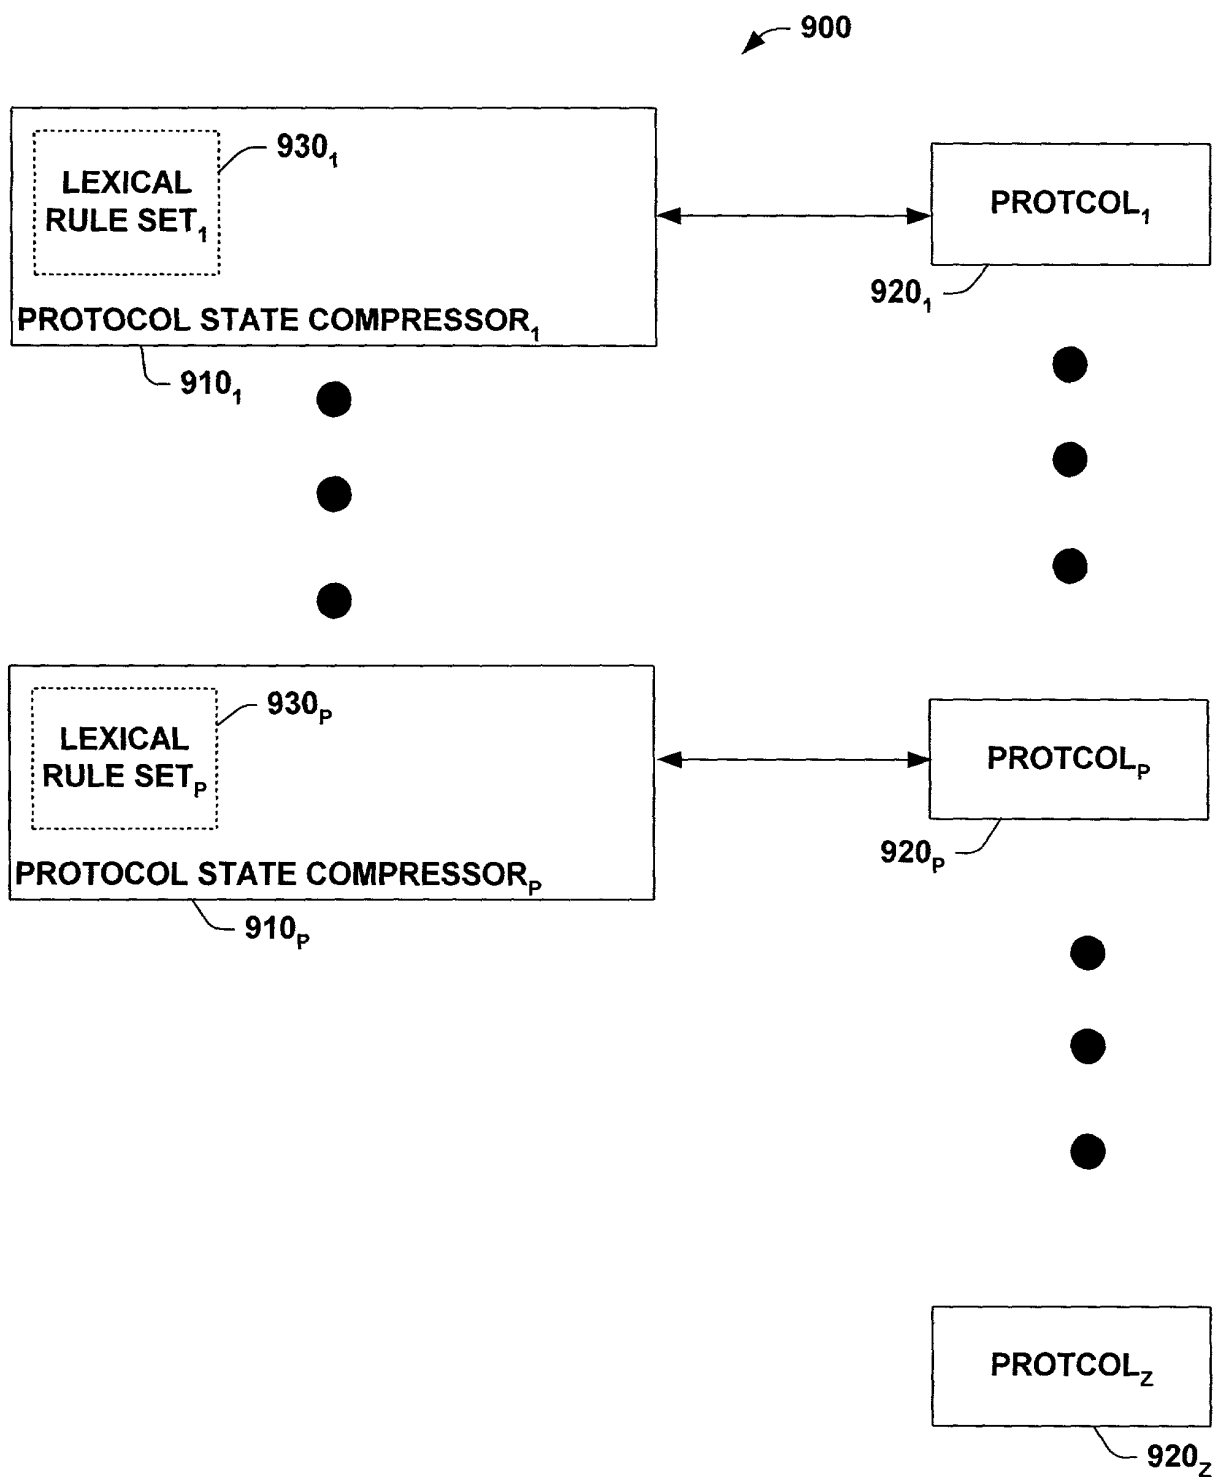 900
930₁
LEXICAL
RULE SET₁
PROTOCOL STATE COMPRESSOR₁
910₁
PROTCOL₁
920₁
930P
LEXICAL
RULE SETP
PROTOCOL STATE COMPRESSORP
910P
PROTCOLP
920P
PROTCOLZ
920Z